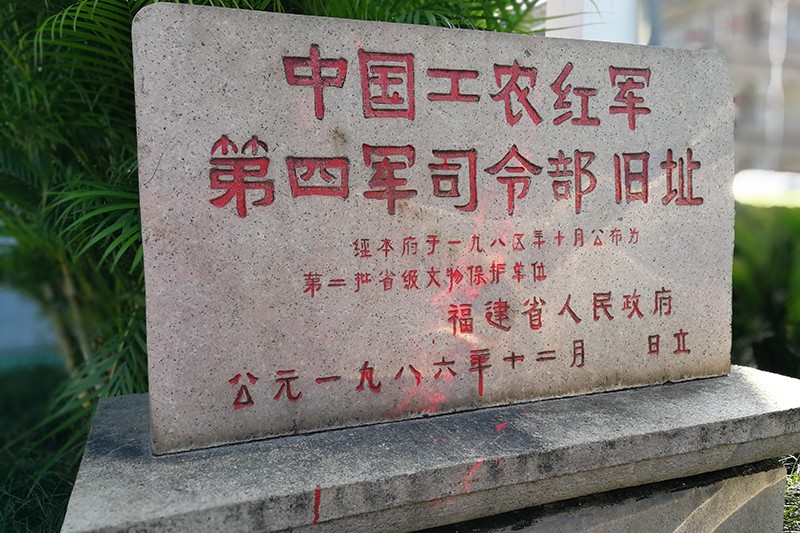 中国工农红军
第四军司令部旧址
经本府于一九八区年十月公布为
第二批省级文物保护单位
福建省人民政府
公元一九八六年十二月 日立